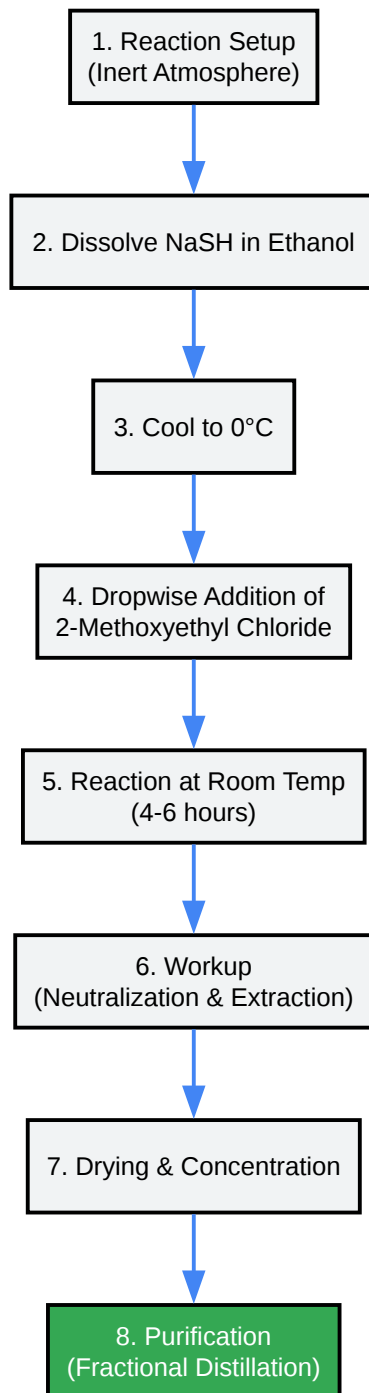 1. Reaction Setup
(Inert Atmosphere)
2. Dissolve NaSH in Ethanol
3. Cool to 0°C
4. Dropwise Addition of
2-Methoxyethyl Chloride
5. Reaction at Room Temp
(4-6 hours)
6. Workup
(Neutralization & Extraction)
7. Drying & Concentration
8. Purification
(Fractional Distillation)